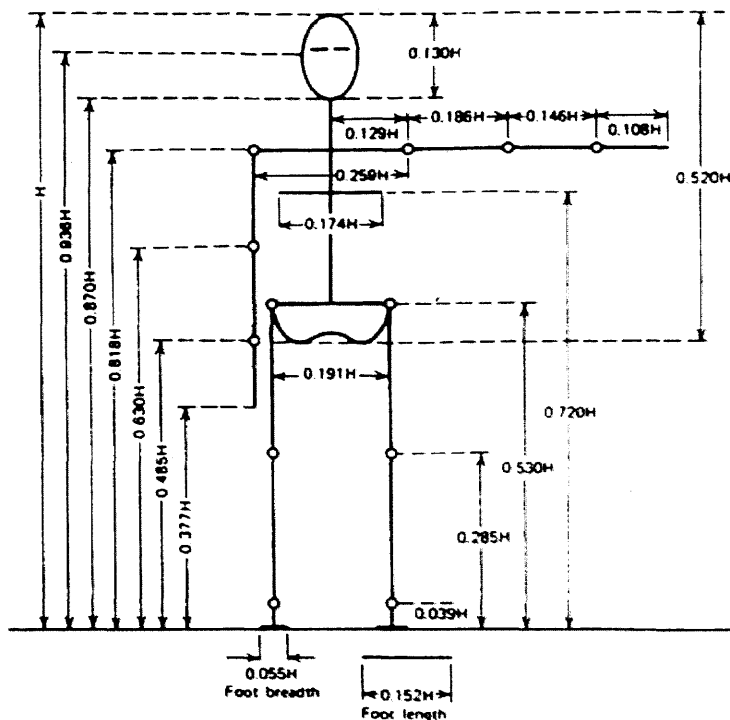 0.130H
0.186H
0.146H
0.108H
0.129H
0.259H
0.520H
0.174H
H
0.936H
0.870H
0.818H
0.630H
0.485H
0.377H
0.191H
0.720H
0.530H
0.285H
0.039H
0.055H
Foot breadth
0.152H
Foot length